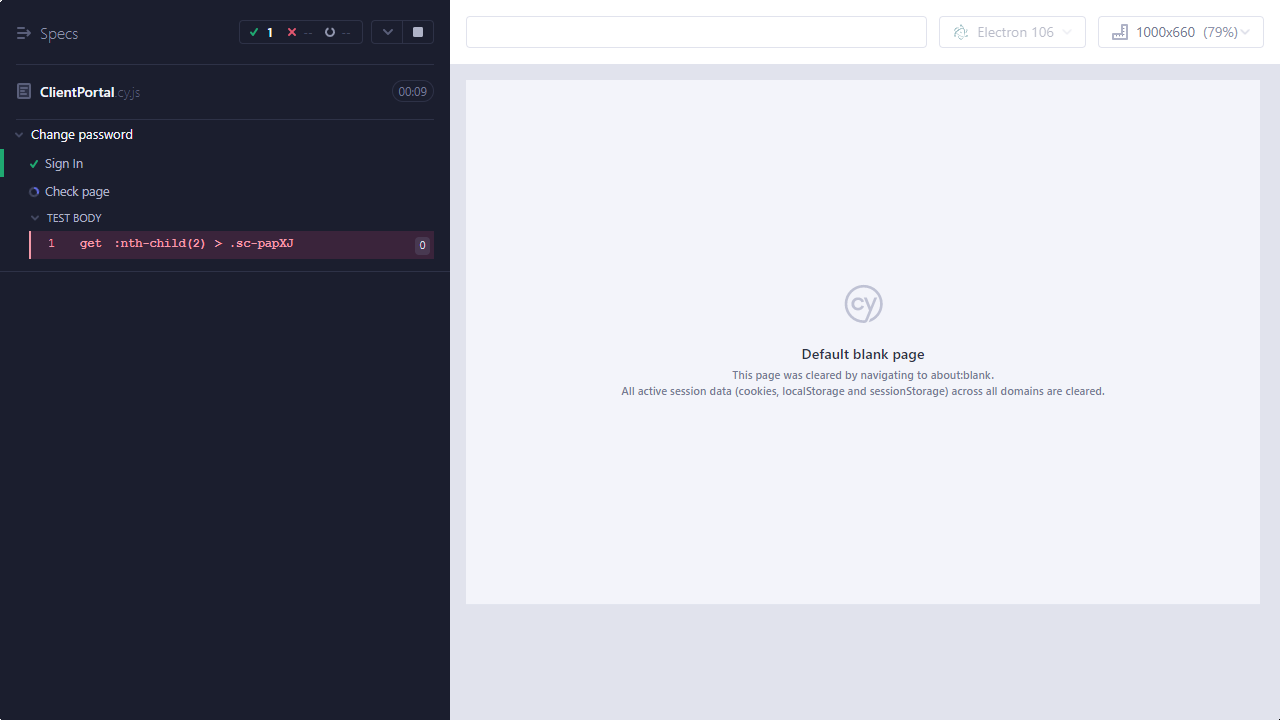 Specs
1 -- --
Electron 106
1000x660 (79%)
ClientPortal.cy.js
00:09
Change password
Sign In
Check page
TEST BODY
1 get :nth-child(2) > .sc-papXJ 0
cy
Default blank page
This page was cleared by navigating to about:blank.
All active session data (cookies, localStorage and sessionStorage) across all domains are cleared.